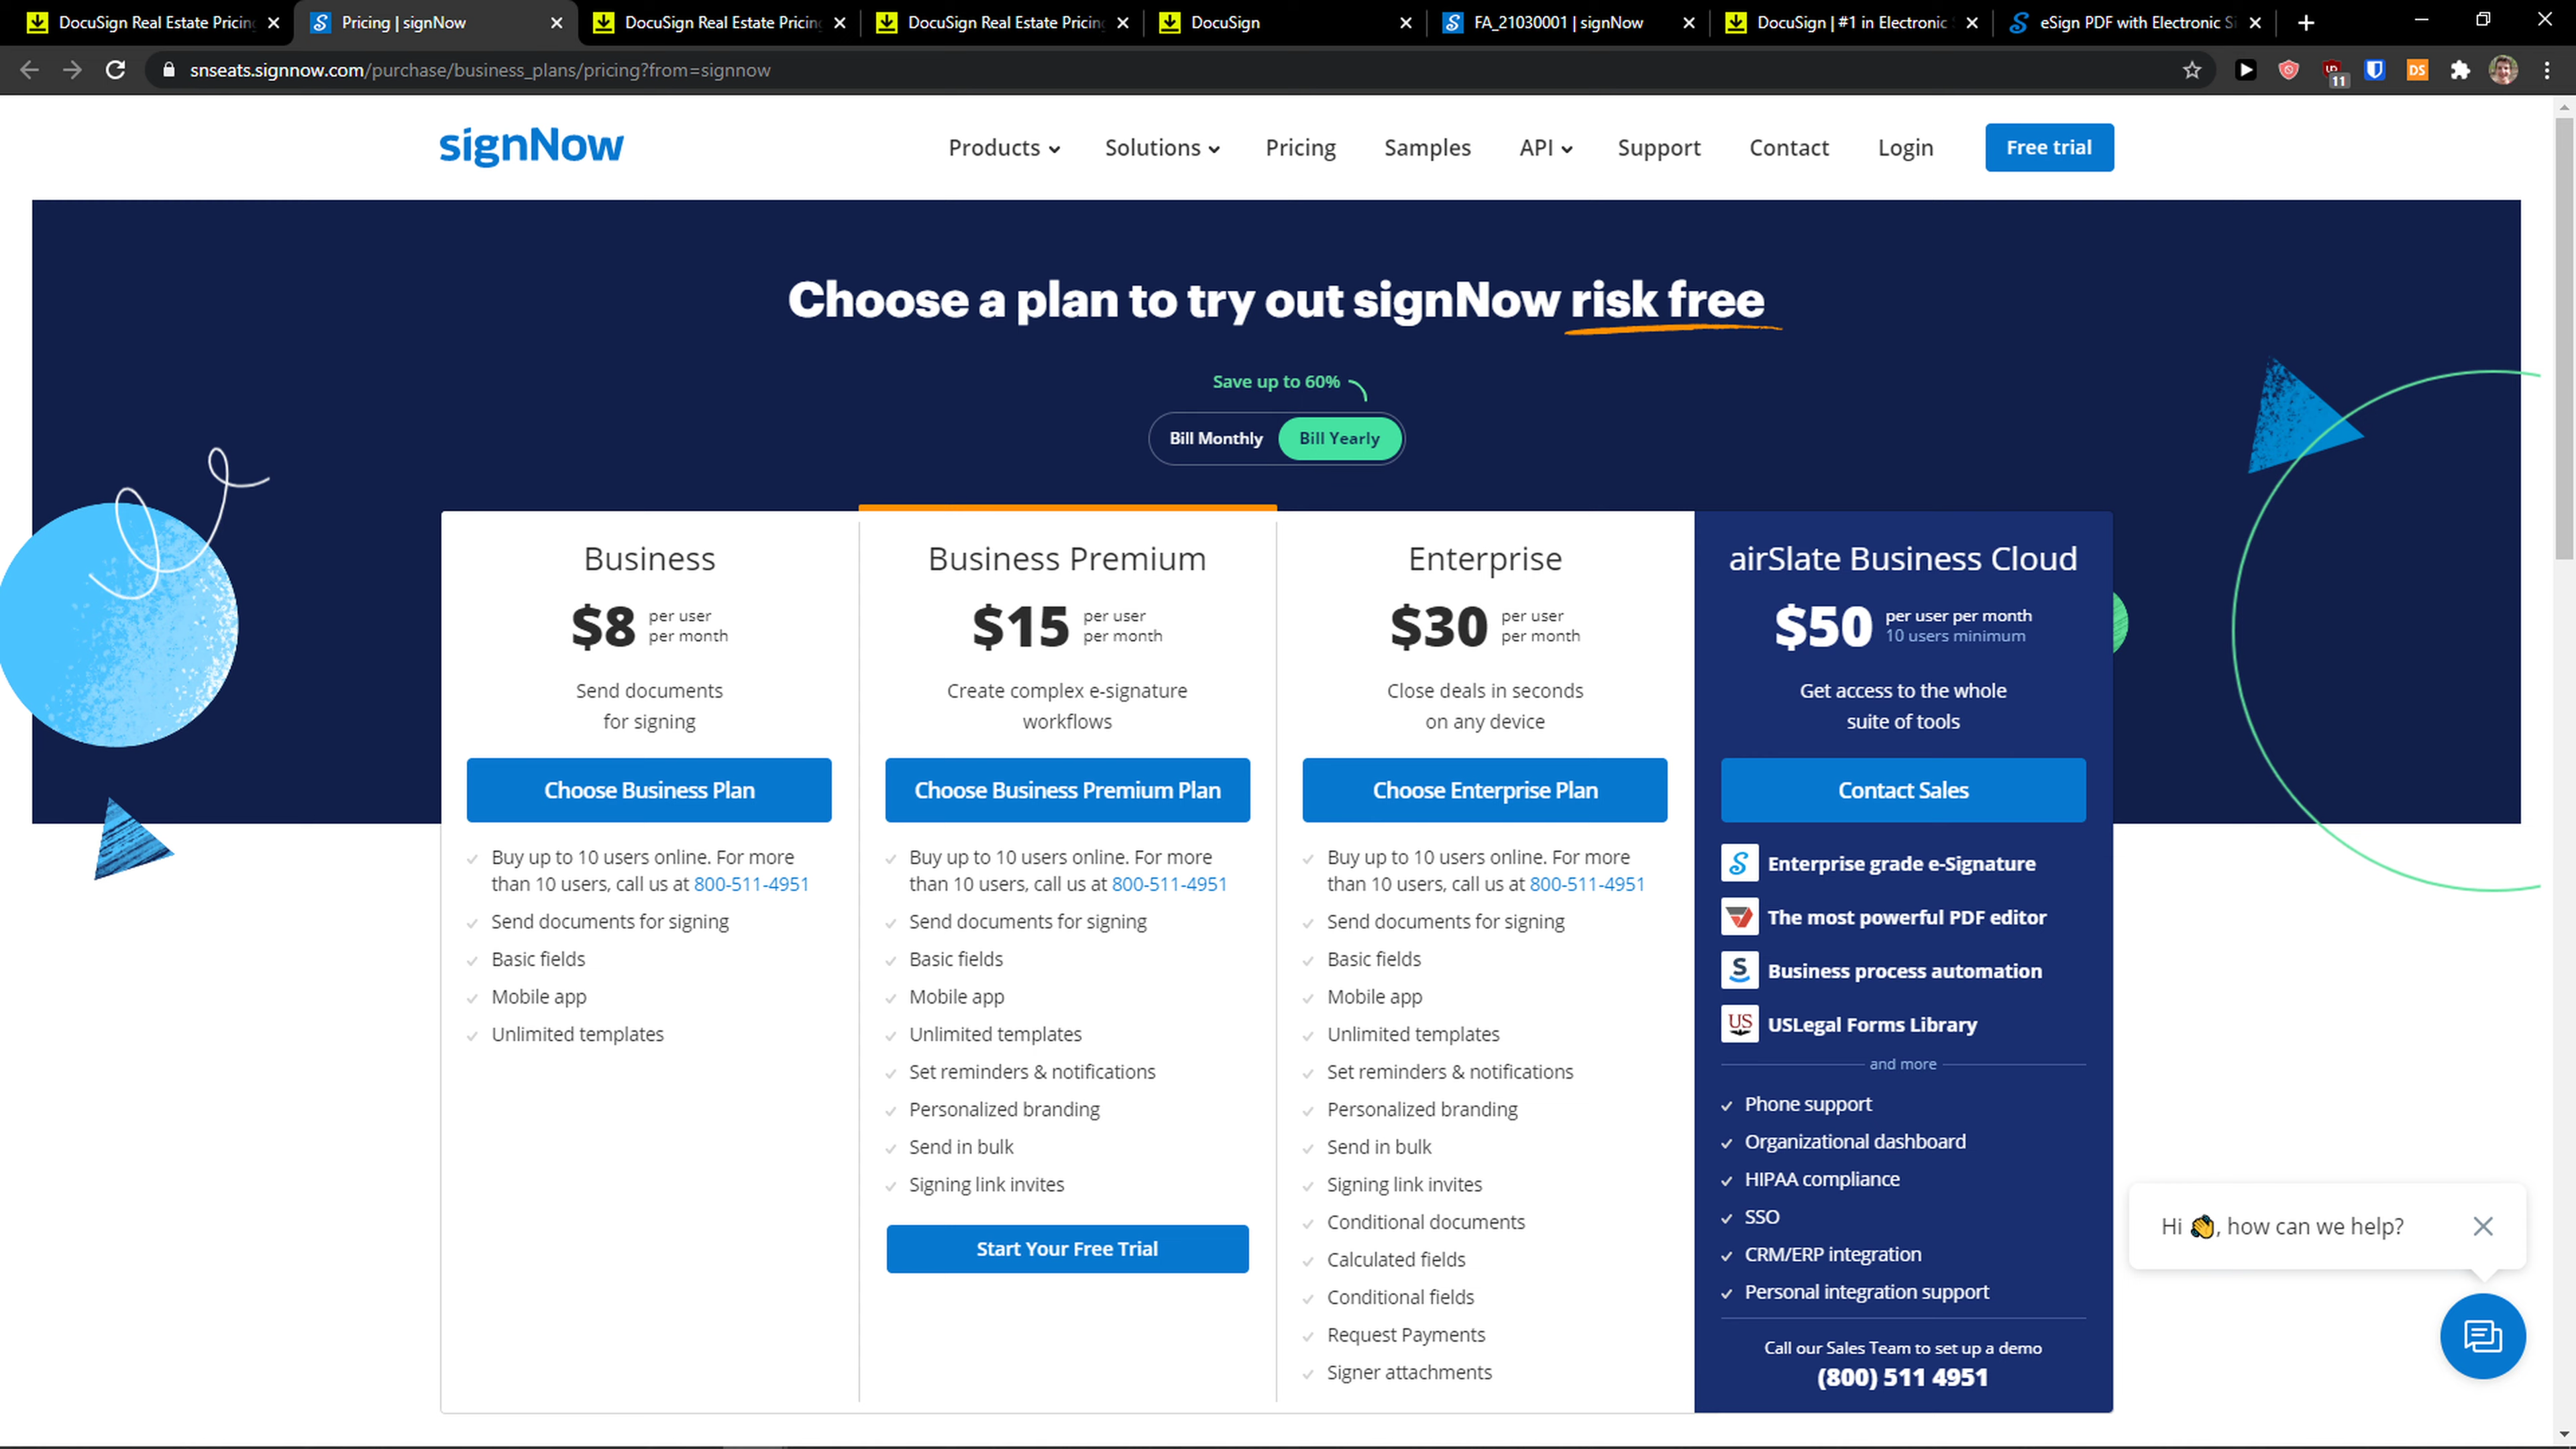 DocuSign Real Estate Pricing
Pricing | signNow
DocuSign Real Estate Pricing
DocuSign Real Estate Pricing
DocuSign
FA_21030001 | signNow
DocuSign | #1 in Electronic
eSign PDF with Electronic Si
snseats.signnow.com/purchase/business_plans/pricing?from=signnow
11
DS
signNow
Products
Solutions
Pricing
Samples
API
Support
Contact
Login
Free trial
Choose a plan to try out signNow risk free
Save up to 60%
Bill Monthly
Bill Yearly
Business
$8 per user
per month
Send documents
for signing
Choose Business Plan
Buy up to 10 users online. For more
than 10 users, call us at 800-511-4951
Send documents for signing
Basic fields
Mobile app
Unlimited templates
Business Premium
$15 per user
per month
Create complex e-signature
workflows
Choose Business Premium Plan
Buy up to 10 users online. For more
than 10 users, call us at 800-511-4951
Send documents for signing
Basic fields
Mobile app
Unlimited templates
Set reminders & notifications
Personalized branding
Send in bulk
Signing link invites
Start Your Free Trial
Enterprise
$30 per user
per month
Close deals in seconds
on any device
Choose Enterprise Plan
Buy up to 10 users online. For more
than 10 users, call us at 800-511-4951
Send documents for signing
Basic fields
Mobile app
Unlimited templates
Set reminders & notifications
Personalized branding
Send in bulk
Signing link invites
Conditional documents
Calculated fields
Conditional fields
Request Payments
Signer attachments
airSlate Business Cloud
$50 per user per month
10 users minimum
Get access to the whole
suite of tools
Contact Sales
Enterprise grade e-Signature
The most powerful PDF editor
Business process automation
US USLegal Forms Library
and more
Phone support
Organizational dashboard
HIPAA compliance
SSO
CRM/ERP integration
Personal integration support
Call our Sales Team to set up a demo
(800) 511 4951
Hi 👋, how can we help?